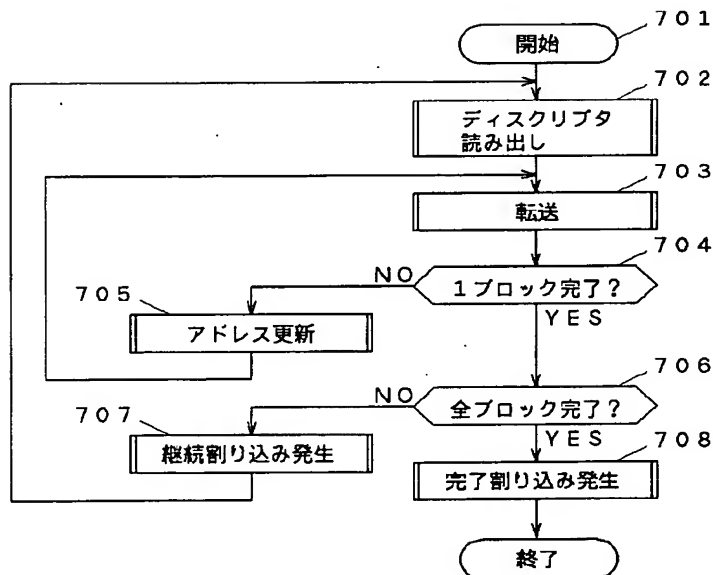 701
開始
702
ディスクリプタ
読み出し
703
転送
704
NO
1ブロック完了?
YES
705
アドレス更新
706
NO
全ブロック完了?
YES
707
継続割り込み発生
708
完了割り込み発生
終了